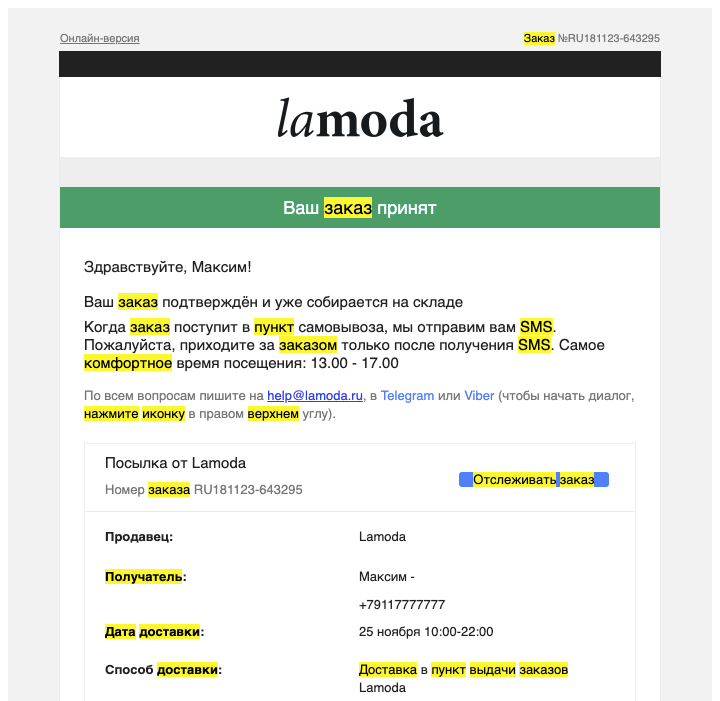 Онлайн-версия
Заказ №RU181123-643295
lamoda
Ваш заказ принят
Здравствуйте, Максим!
Ваш заказ подтверждён и уже собирается на складе
Когда заказ поступит в пункт самовывоза, мы отправим вам SMS.
Пожалуйста, приходите за заказом только после получения SMS. Самое
комфортное время посещения: 13.00 - 17.00
По всем вопросам пишите на help@lamoda.ru, в Telegram или Viber (чтобы начать диалог,
нажмите иконку в правом верхнем углу).
Посылка от Lamoda
Номер заказа RU181123-643295
Отслеживать заказ
Продавец: Lamoda
Получатель: Максим -
+79117777777
Дата доставки: 25 ноября 10:00-22:00
Способ доставки: Доставка в пункт выдачи заказов
Lamoda